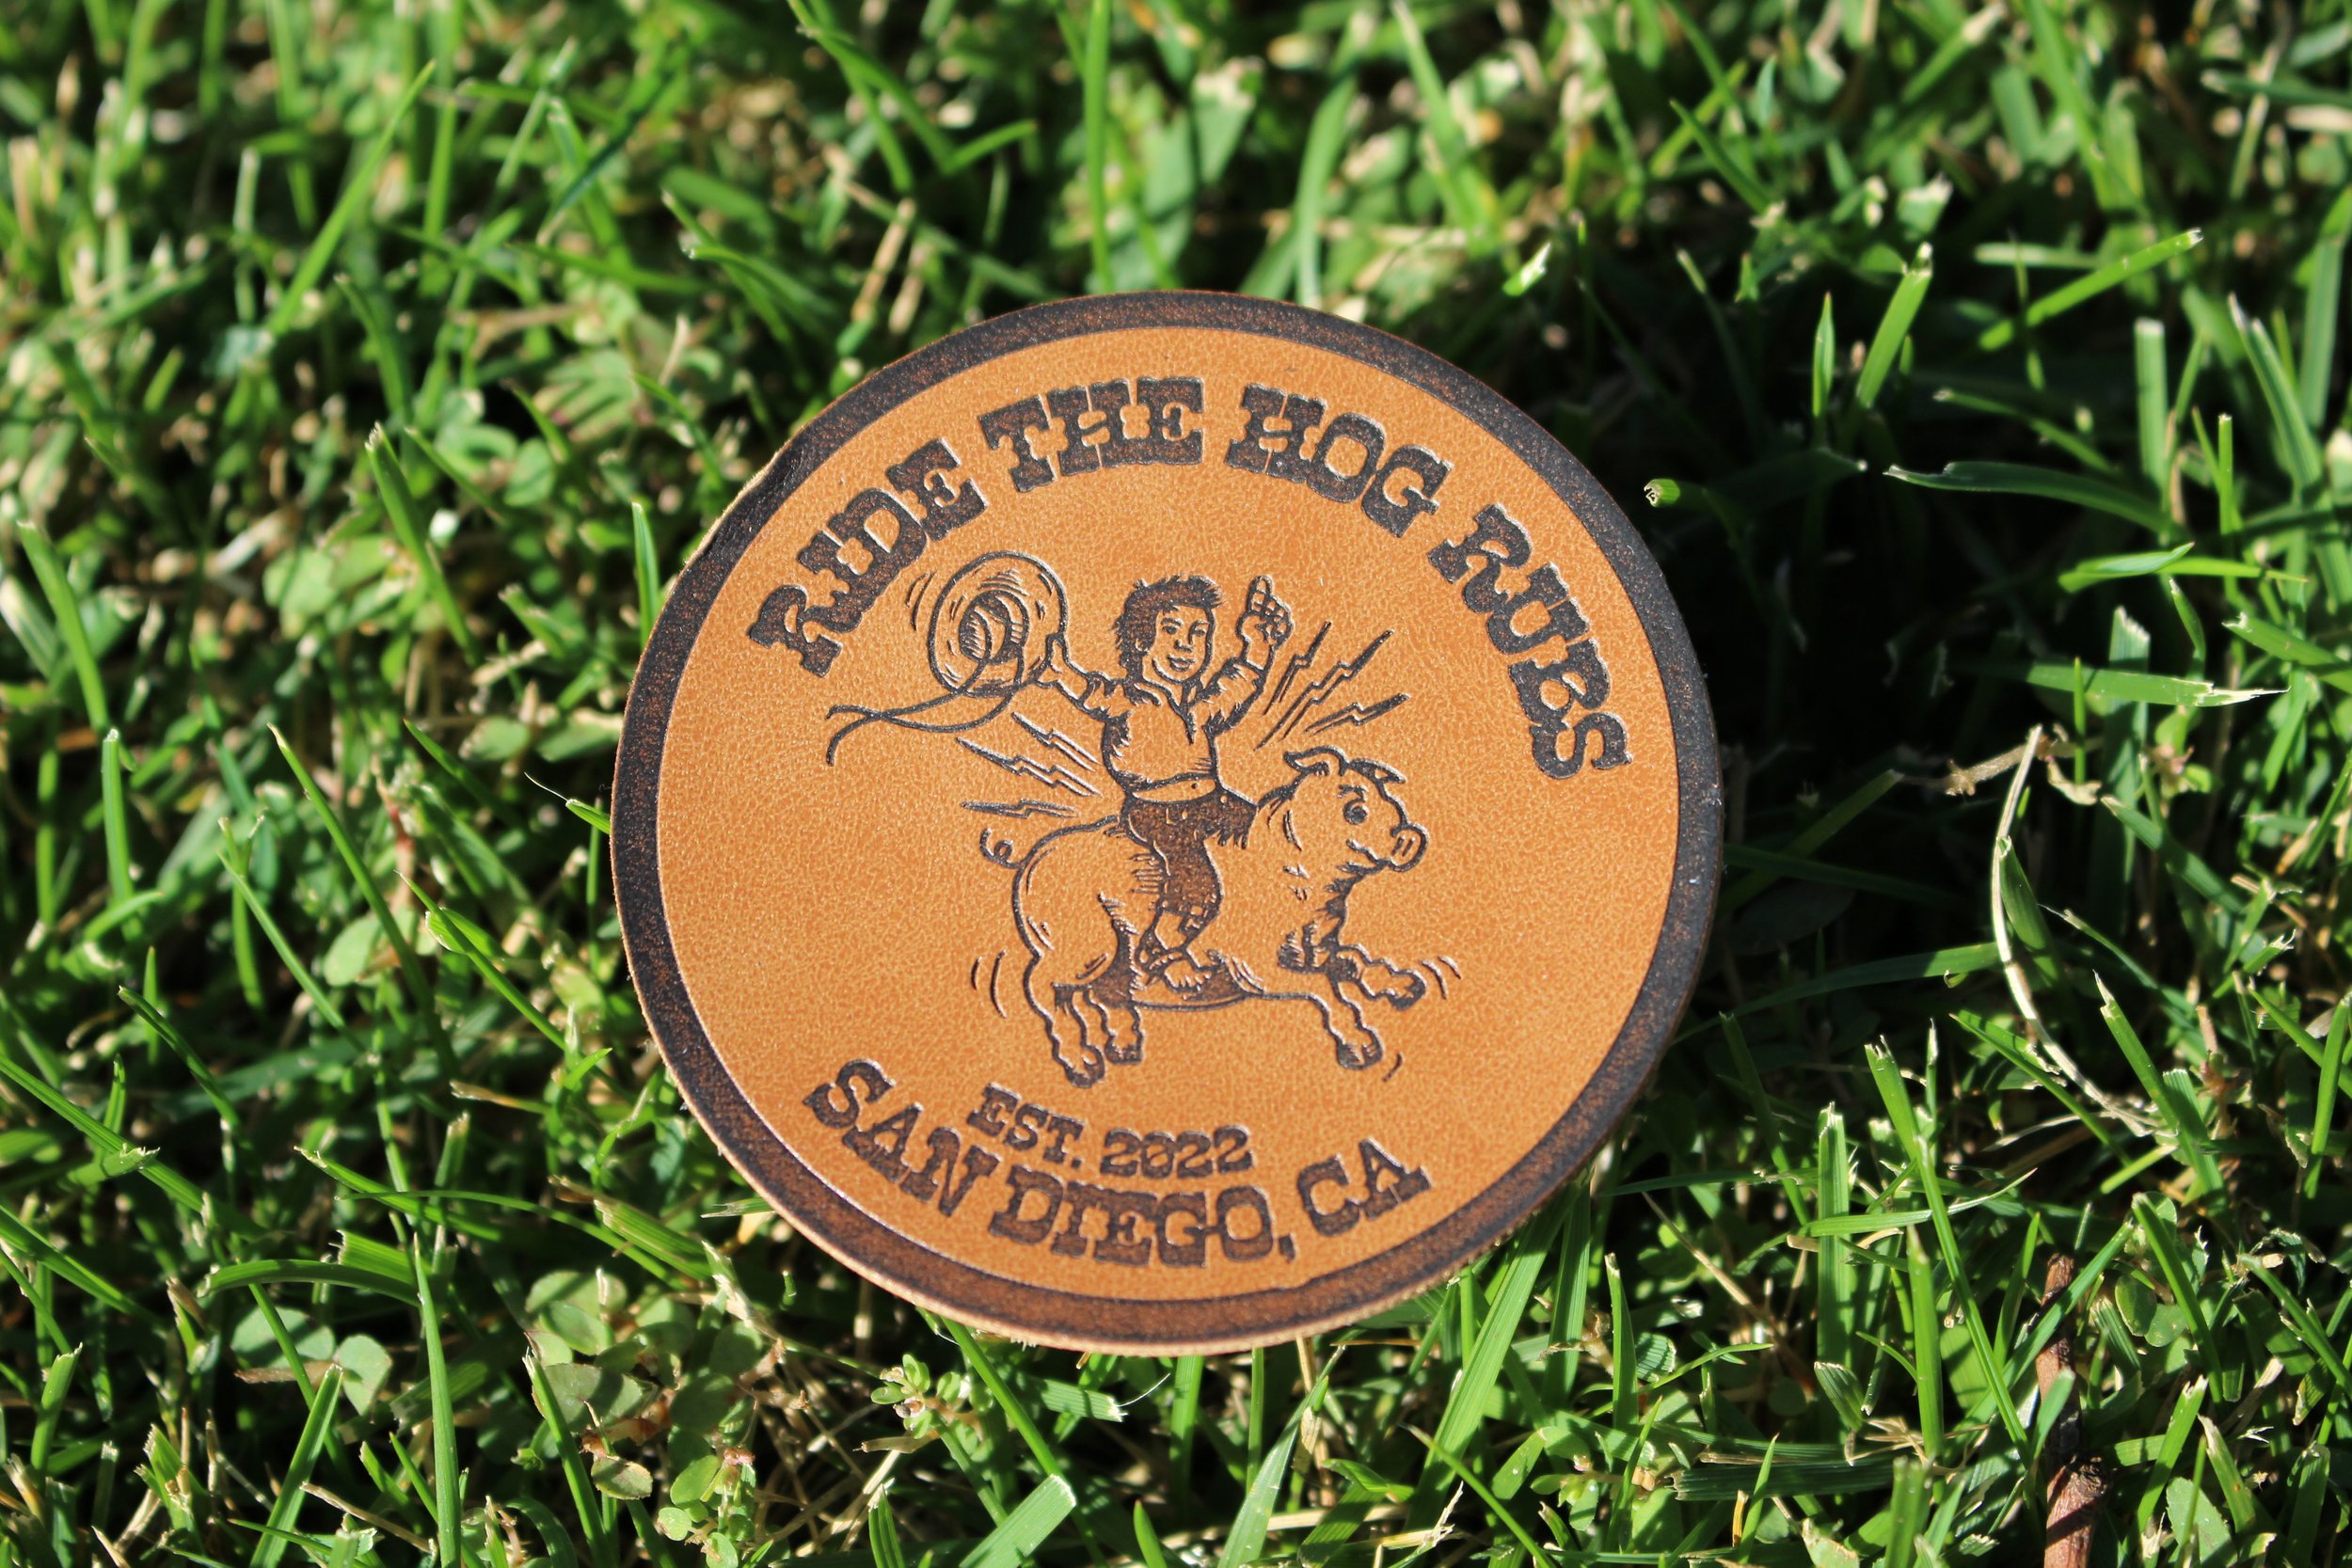 RIDE THE HOG RUBS
EST. 2022
SAN DIEGO, CA